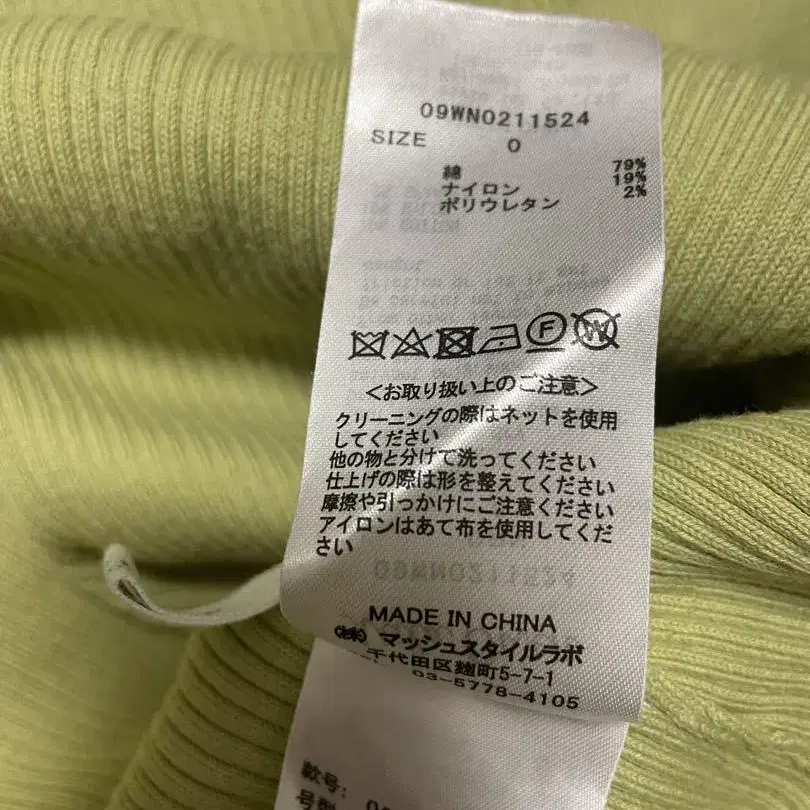 09WN0211524
SIZE 0
綿 79%
ナイロン 19%
ポリウレタン 2%
F W
<お取り扱い上のご注意>
クリーニングの際はネットを使用
してください
他の物と分けて洗ってください
仕上げの際は形を整えてください
摩擦や引っかけにご注意ください
アイロンはあて布を使用してくだ
さい
MADE IN CHINA
㈱ マッシュスタイルラボ
千代田区麹町5-7-1
03-5778-4105
款号:
号型